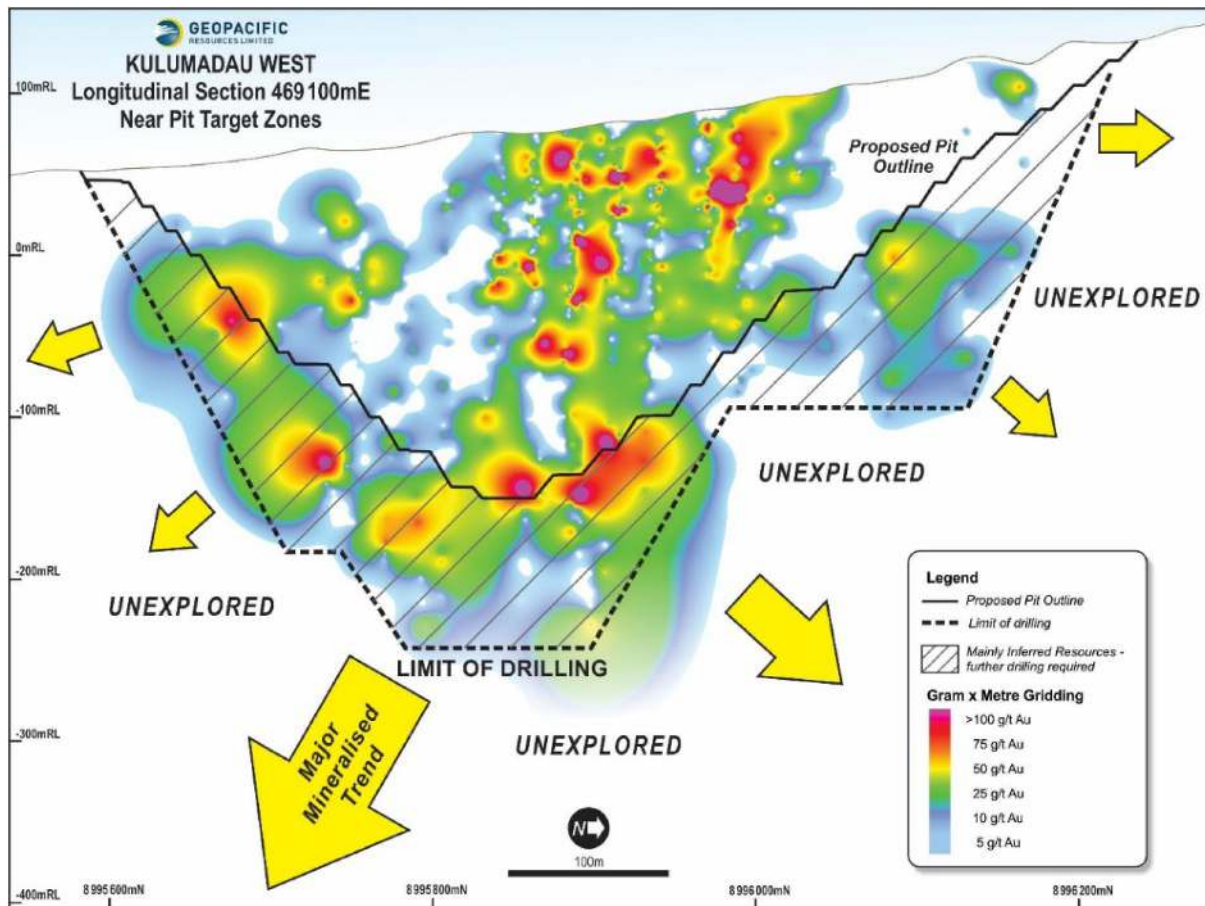 GEOPACIFIC
RESOURCES LIMITED
KULUMADAU WEST
Longitudinal Section 469 100mE
Near Pit Target Zones
100mRL
0mRL
-100mRL
-200mRL
-300mRL
-400mRL
Proposed Pit
Outline
UNEXPLORED
UNEXPLORED
UNEXPLORED
UNEXPLORED
LIMIT OF DRILLING
Major
Mineralised
Trend
Legend
Proposed Pit Outline
Limit of drilling
Mainly Inferred Resources -
further drilling required
Gram x Metre Gridding
>100 g/t Au
75 g/t Au
50 g/t Au
25 g/t Au
10 g/t Au
5 g/t Au
N
100m
8 995 600mN
8 995 800mN
8 996 000mN
8 996 200mN